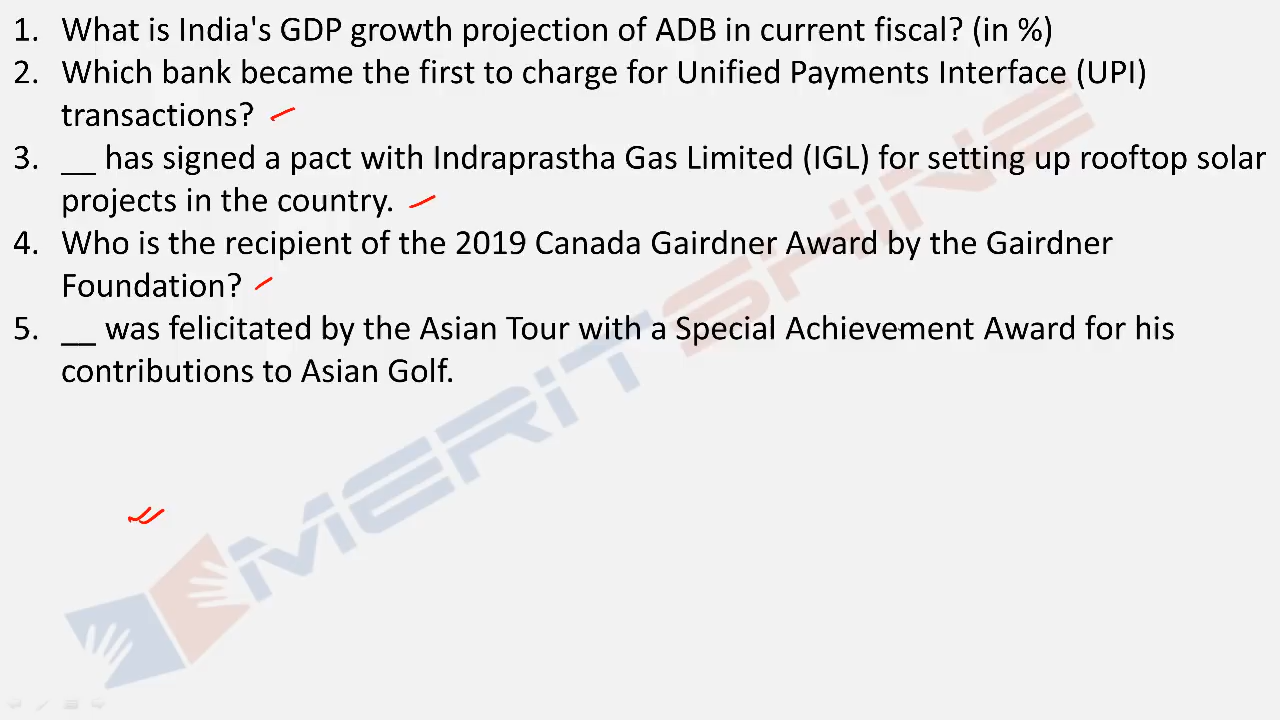 1. What is India's GDP growth projection of ADB in current fiscal? (in %)
2. Which bank became the first to charge for Unified Payments Interface (UPI)
transactions?
3. __ has signed a pact with Indraprastha Gas Limited (IGL) for setting up rooftop solar
projects in the country.
4. Who is the recipient of the 2019 Canada Gairdner Award by the Gairdner
Foundation?
5. __ was felicitated by the Asian Tour with a Special Achievement Award for his
contributions to Asian Golf.
MERiT SHINE